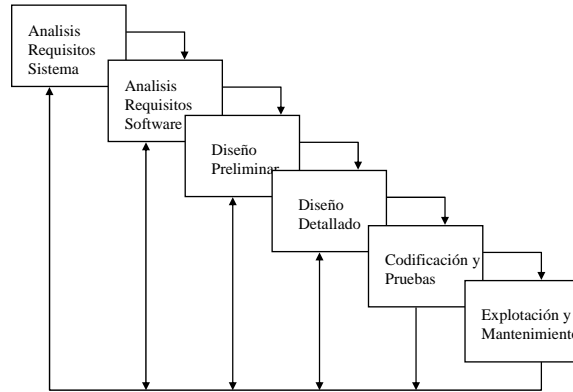 Analisis
Requisitos
Sistema
Analisis
Requisitos
Software
Diseño
Preliminar
Diseño
Detallado
Codificación y
Pruebas
Explotación y
Mantenimiento